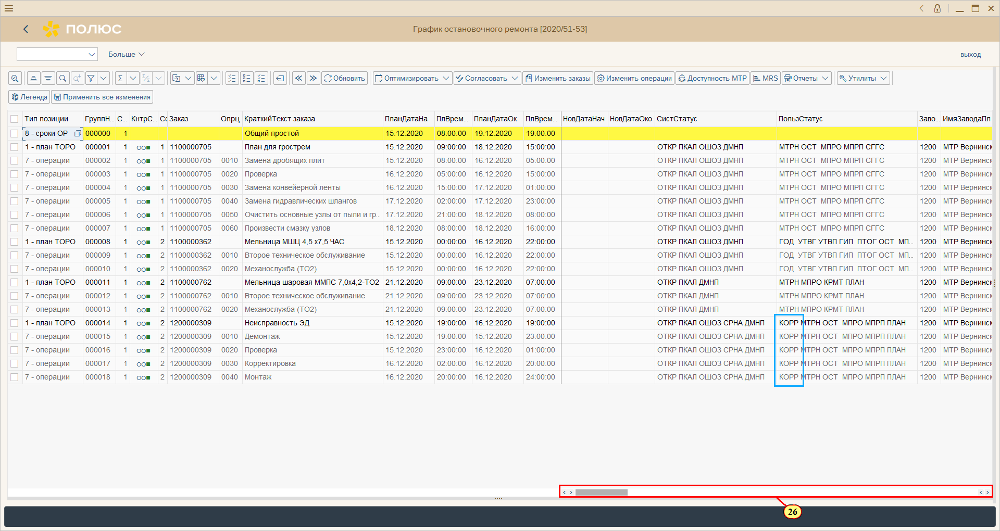 ПОЛЮС
График остановочного ремонта [2020/51-53]
Больше
выход
Обновить Оптимизировать Согласовать Изменить заказы Изменить операции Доступность МТР MRS Отчеты Утилиты
Легенда Применить все изменения
Тип позиции ГруппН... С... КнтрС... Сс Заказ Опрц КраткийТекст заказа ПланДатаНа ПлВрем... ПланДатаОк ПлВрем... НовДатаНач НовДатаОко СистСтатус ПользСтатус Заво... ИмяЗаводаПл
8 - сроки ОР 000000 1 Общий простой 15.12.2020 08:00:00 19.12.2020 19:00:00
1 - план ТОРО 000001 1 1 1100000705 План для грострем 15.12.2020 09:00:00 18.12.2020 15:00:00 ОТКР ПКАЛ ОШОЗ ДМНП МТРН ОСТ МПРО МПРП СГГС 1200 МТР Вернинск
7 - операции 000002 1 1 1100000705 0010 Замена дробящих плит 15.12.2020 08:00:00 16.12.2020 05:00:00 ОТКР ПКАЛ ОШОЗ ДМНП МТРН ОСТ МПРО МПРП СГГС 1200 МТР Вернинск
7 - операции 000003 1 1 1100000705 0020 Проверка 16.12.2020 05:00:00 16.12.2020 15:00:00 ОТКР ПКАЛ ОШОЗ ДМНП МТРН ОСТ МПРО МПРП СГГС 1200 МТР Вернинск
7 - операции 000004 1 1 1100000705 0030 Замена конвейерной ленты 16.12.2020 15:00:00 17.12.2020 01:00:00 ОТКР ПКАЛ ОШОЗ ДМНП МТРН ОСТ МПРО МПРП СГГС 1200 МТР Вернинск
7 - операции 000005 1 1 1100000705 0040 Замена гидравлических шлангов 17.12.2020 02:00:00 17.12.2020 23:00:00 ОТКР ПКАЛ ОШОЗ ДМНП МТРН ОСТ МПРО МПРП СГГС 1200 МТР Вернинск
7 - операции 000006 1 1 1100000705 0050 Очистить основные узлы от пыли и гр... 17.12.2020 21:00:00 18.12.2020 08:00:00 ОТКР ПКАЛ ОШОЗ ДМНП МТРН ОСТ МПРО МПРП СГГС 1200 МТР Вернинск
7 - операции 000007 1 1 1100000705 0060 Произвести смазку узлов 18.12.2020 08:00:00 18.12.2020 16:00:00 ОТКР ПКАЛ ОШОЗ ДМНП МТРН ОСТ МПРО МПРП СГГС 1200 МТР Вернинск
1 - план ТОРО 000008 1 2 1100000362 Мельница МШЦ 4,5 х7,5 ЧАС 15.12.2020 00:00:00 16.12.2020 22:00:00 ОТКР ПКАЛ ОШОЗ ДМНП ГОД УТВГ УТВП ГИП ПТОГ ОСТ МП... 1200 МТР Вернинск
7 - операции 000009 1 2 1100000362 0010 Второе техническое обслуживание 15.12.2020 00:00:00 16.12.2020 22:00:00 ОТКР ПКАЛ ОШОЗ ДМНП ГОД УТВГ УТВП ГИП ПТОГ ОСТ МП... 1200 МТР Вернинск
7 - операции 000010 1 2 1100000362 0020 Механослужба (ТО2) 15.12.2020 00:00:00 16.12.2020 22:00:00 ОТКР ПКАЛ ОШОЗ ДМНП ГОД УТВГ УТВП ГИП ПТОГ ОСТ МП... 1200 МТР Вернинск
1 - план ТОРО 000011 1 2 1100000762 Мельница шаровая ММПС 7,0х4,2-ТО2 21.12.2020 09:00:00 23.12.2020 07:00:00 ОТКР ПКАЛ ДМНП МТРН МПРО КРМТ ПЛАН 1200 МТР Вернинск
7 - операции 000012 1 2 1100000762 0010 Второе техническое обслуживание 21.12.2020 09:00:00 23.12.2020 07:00:00 ОТКР ПКАЛ ДМНП МТРН МПРО КРМТ ПЛАН 1200 МТР Вернинск
7 - операции 000013 1 2 1100000762 0020 Механослужба (ТО2) 21.12.2020 09:00:00 23.12.2020 07:00:00 ОТКР ПКАЛ ДМНП МТРН МПРО КРМТ ПЛАН 1200 МТР Вернинск
1 - план ТОРО 000014 1 2 1200000309 Неисправность ЭД 15.12.2020 19:00:00 16.12.2020 19:00:00 ОТКР ПКАЛ ОШОЗ СРНА ДМНП КОРР МТРН ОСТ МПРО МПРП ПЛАН 1200 МТР Вернинск
7 - операции 000015 1 2 1200000309 0010 Демонтаж 15.12.2020 19:00:00 15.12.2020 23:00:00 ОТКР ПКАЛ ОШОЗ СРНА ДМНП КОРР МТРН ОСТ МПРО МПРП ПЛАН 1200 МТР Вернинск
7 - операции 000016 1 2 1200000309 0020 Проверка 15.12.2020 23:00:00 16.12.2020 01:00:00 ОТКР ПКАЛ ОШОЗ СРНА ДМНП КОРР МТРН ОСТ МПРО МПРП ПЛАН 1200 МТР Вернинск
7 - операции 000017 1 2 1200000309 0030 Корректировка 16.12.2020 02:00:00 16.12.2020 20:00:00 ОТКР ПКАЛ ОШОЗ СРНА ДМНП КОРР МТРН ОСТ МПРО МПРП ПЛАН 1200 МТР Вернинск
7 - операции 000018 1 2 1200000309 0040 Монтаж 16.12.2020 20:00:00 16.12.2020 24:00:00 ОТКР ПКАЛ ОШОЗ СРНА ДМНП КОРР МТРН ОСТ МПРО МПРП ПЛАН 1200 МТР Вернинск
26